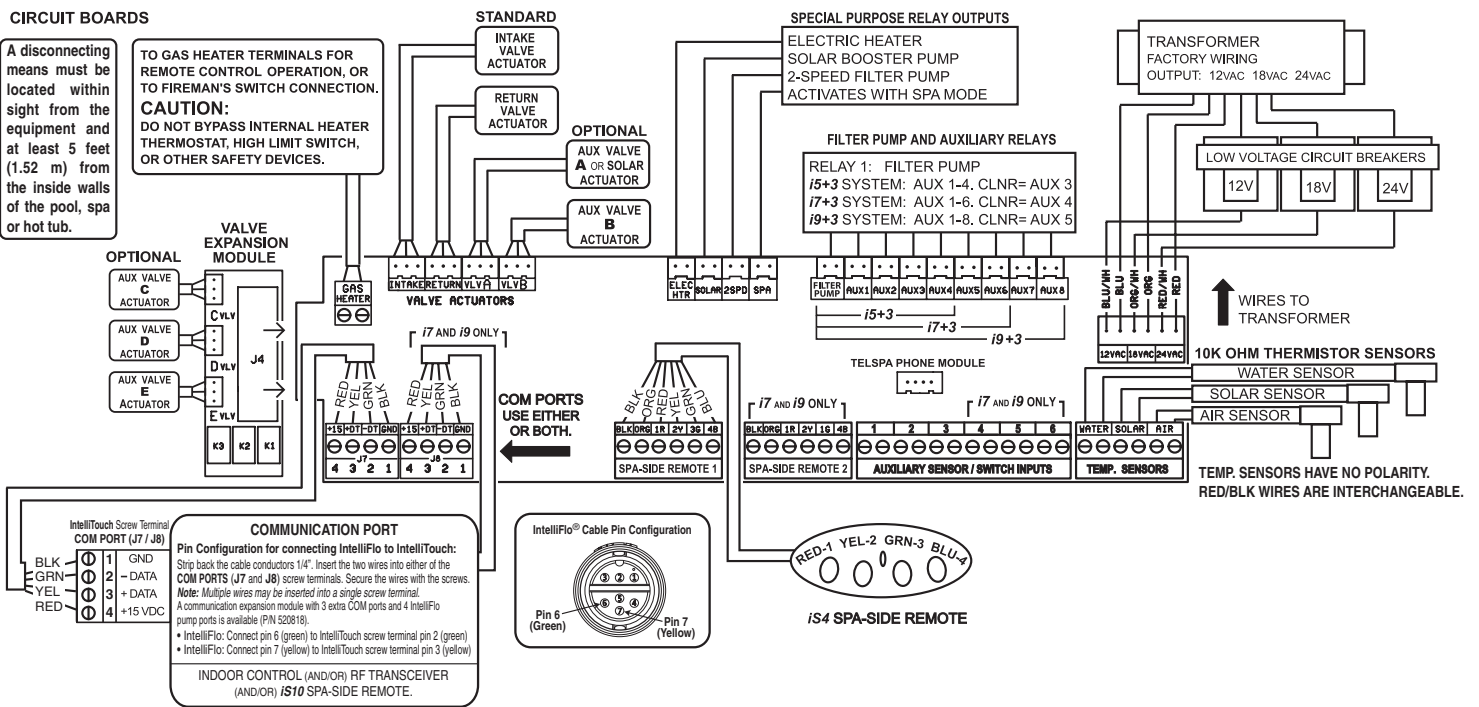 CIRCUIT BOARDS
A disconnecting
means must be
located within
sight from the
equipment and
at least 5 feet
(1.52 m) from
the inside walls
of the pool, spa
or hot tub.
TO GAS HEATER TERMINALS FOR
REMOTE CONTROL OPERATION, OR
TO FIREMAN'S SWITCH CONNECTION.
CAUTION:
DO NOT BYPASS INTERNAL HEATER
THERMOSTAT, HIGH LIMIT SWITCH,
OR OTHER SAFETY DEVICES.
STANDARD
INTAKE
VALVE
ACTUATOR
RETURN
VALVE
ACTUATOR
OPTIONAL
AUX VALVE
A OR SOLAR
ACTUATOR
AUX VALVE
B
ACTUATOR
SPECIAL PURPOSE RELAY OUTPUTS
ELECTRIC HEATER
SOLAR BOOSTER PUMP
2-SPEED FILTER PUMP
ACTIVATES WITH SPA MODE
FILTER PUMP AND AUXILIARY RELAYS
RELAY 1: FILTER PUMP
i5+3 SYSTEM: AUX 1-4. CLNR= AUX 3
i7+3 SYSTEM: AUX 1-6. CLNR= AUX 4
i9+3 SYSTEM: AUX 1-8. CLNR= AUX 5
TRANSFORMER
FACTORY WIRING
OUTPUT: 12VAC 18VAC 24VAC
LOW VOLTAGE CIRCUIT BREAKERS
12V 18V 24V
OPTIONAL
VALVE
EXPANSION
MODULE
AUX VALVE
C
ACTUATOR
C VLV
AUX VALVE
D
ACTUATOR
D VLV
AUX VALVE
E
ACTUATOR
E VLV
J4
K3 K2 K1
GAS
HEATER
INTAKE RETURN VLV A VLV B
VALVE ACTUATORS
ELEC
HTR SOLAR 2SPD SPA
FILTER
PUMP AUX1 AUX2 AUX3 AUX4 AUX5 AUX6 AUX7 AUX8
i5+3
i7+3
i9+3
BLU/WH BLU ORG/WH ORG RED/WH RED
12VAC 18VAC 24VAC
WIRES TO
TRANSFORMER
TELSPA PHONE MODULE
10K OHM THERMISTOR SENSORS
WATER SENSOR
SOLAR SENSOR
AIR SENSOR
i7 AND i9 ONLY
RED YEL GRN BLK
RED YEL GRN BLK
+15 +DT -DT GND
J7
4 3 2 1
+15 +DT -DT GND
J8
4 3 2 1
COM PORTS
USE EITHER
OR BOTH.
BLK ORG RED YEL GRN BLU
BLK ORG 1R 2Y 3G 4B
SPA-SIDE REMOTE 1
i7 AND i9 ONLY
BLK ORG 1R 2Y 1G 4B
SPA-SIDE REMOTE 2
i7 AND i9 ONLY
1 2 3 4 5 6
AUXILIARY SENSOR / SWITCH INPUTS
WATER SOLAR AIR
TEMP. SENSORS
TEMP. SENSORS HAVE NO POLARITY.
RED/BLK WIRES ARE INTERCHANGEABLE.
IntelliTouch Screw Terminal
COM PORT (J7 / J8)
BLK 1 GND
GRN 2 – DATA
YEL 3 + DATA
RED 4 +15 VDC
COMMUNICATION PORT
Pin Configuration for connecting IntelliFlo to IntelliTouch:
Strip back the cable conductors 1/4". Insert the two wires into either of the
COM PORTS (J7 and J8) screw terminals. Secure the wires with the screws.
Note: Multiple wires may be inserted into a single screw terminal.
A communication expansion module with 3 extra COM ports and 4 IntelliFlo
pump ports is available (P/N 520818).
• IntelliFlo: Connect pin 6 (green) to IntelliTouch screw terminal pin 2 (green)
• IntelliFlo: Connect pin 7 (yellow) to IntelliTouch screw terminal pin 3 (yellow)
INDOOR CONTROL (AND/OR) RF TRANSCEIVER
(AND/OR) iS10 SPA-SIDE REMOTE.
IntelliFlo® Cable Pin Configuration
3 2 1
6 5 4
7
Pin 6
(Green)
Pin 7
(Yellow)
RED-1 YEL-2 GRN-3 BLU-4
iS4 SPA-SIDE REMOTE